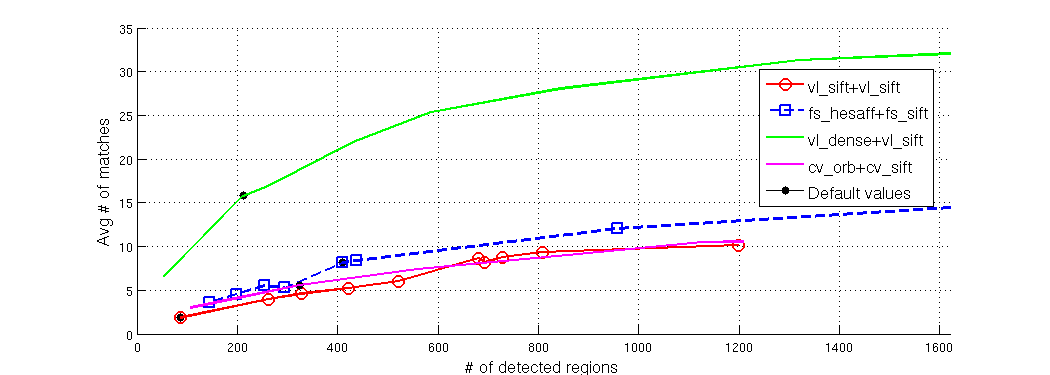 35
30
25
20
15
10
5
0
Avg # of matches
vl_sift+vl_sift
fs_hesaff+fs_sift
vl_dense+vl_sift
cv_orb+cv_sift
Default values
0 200 400 600 800 1000 1200 1400 1600
# of detected regions